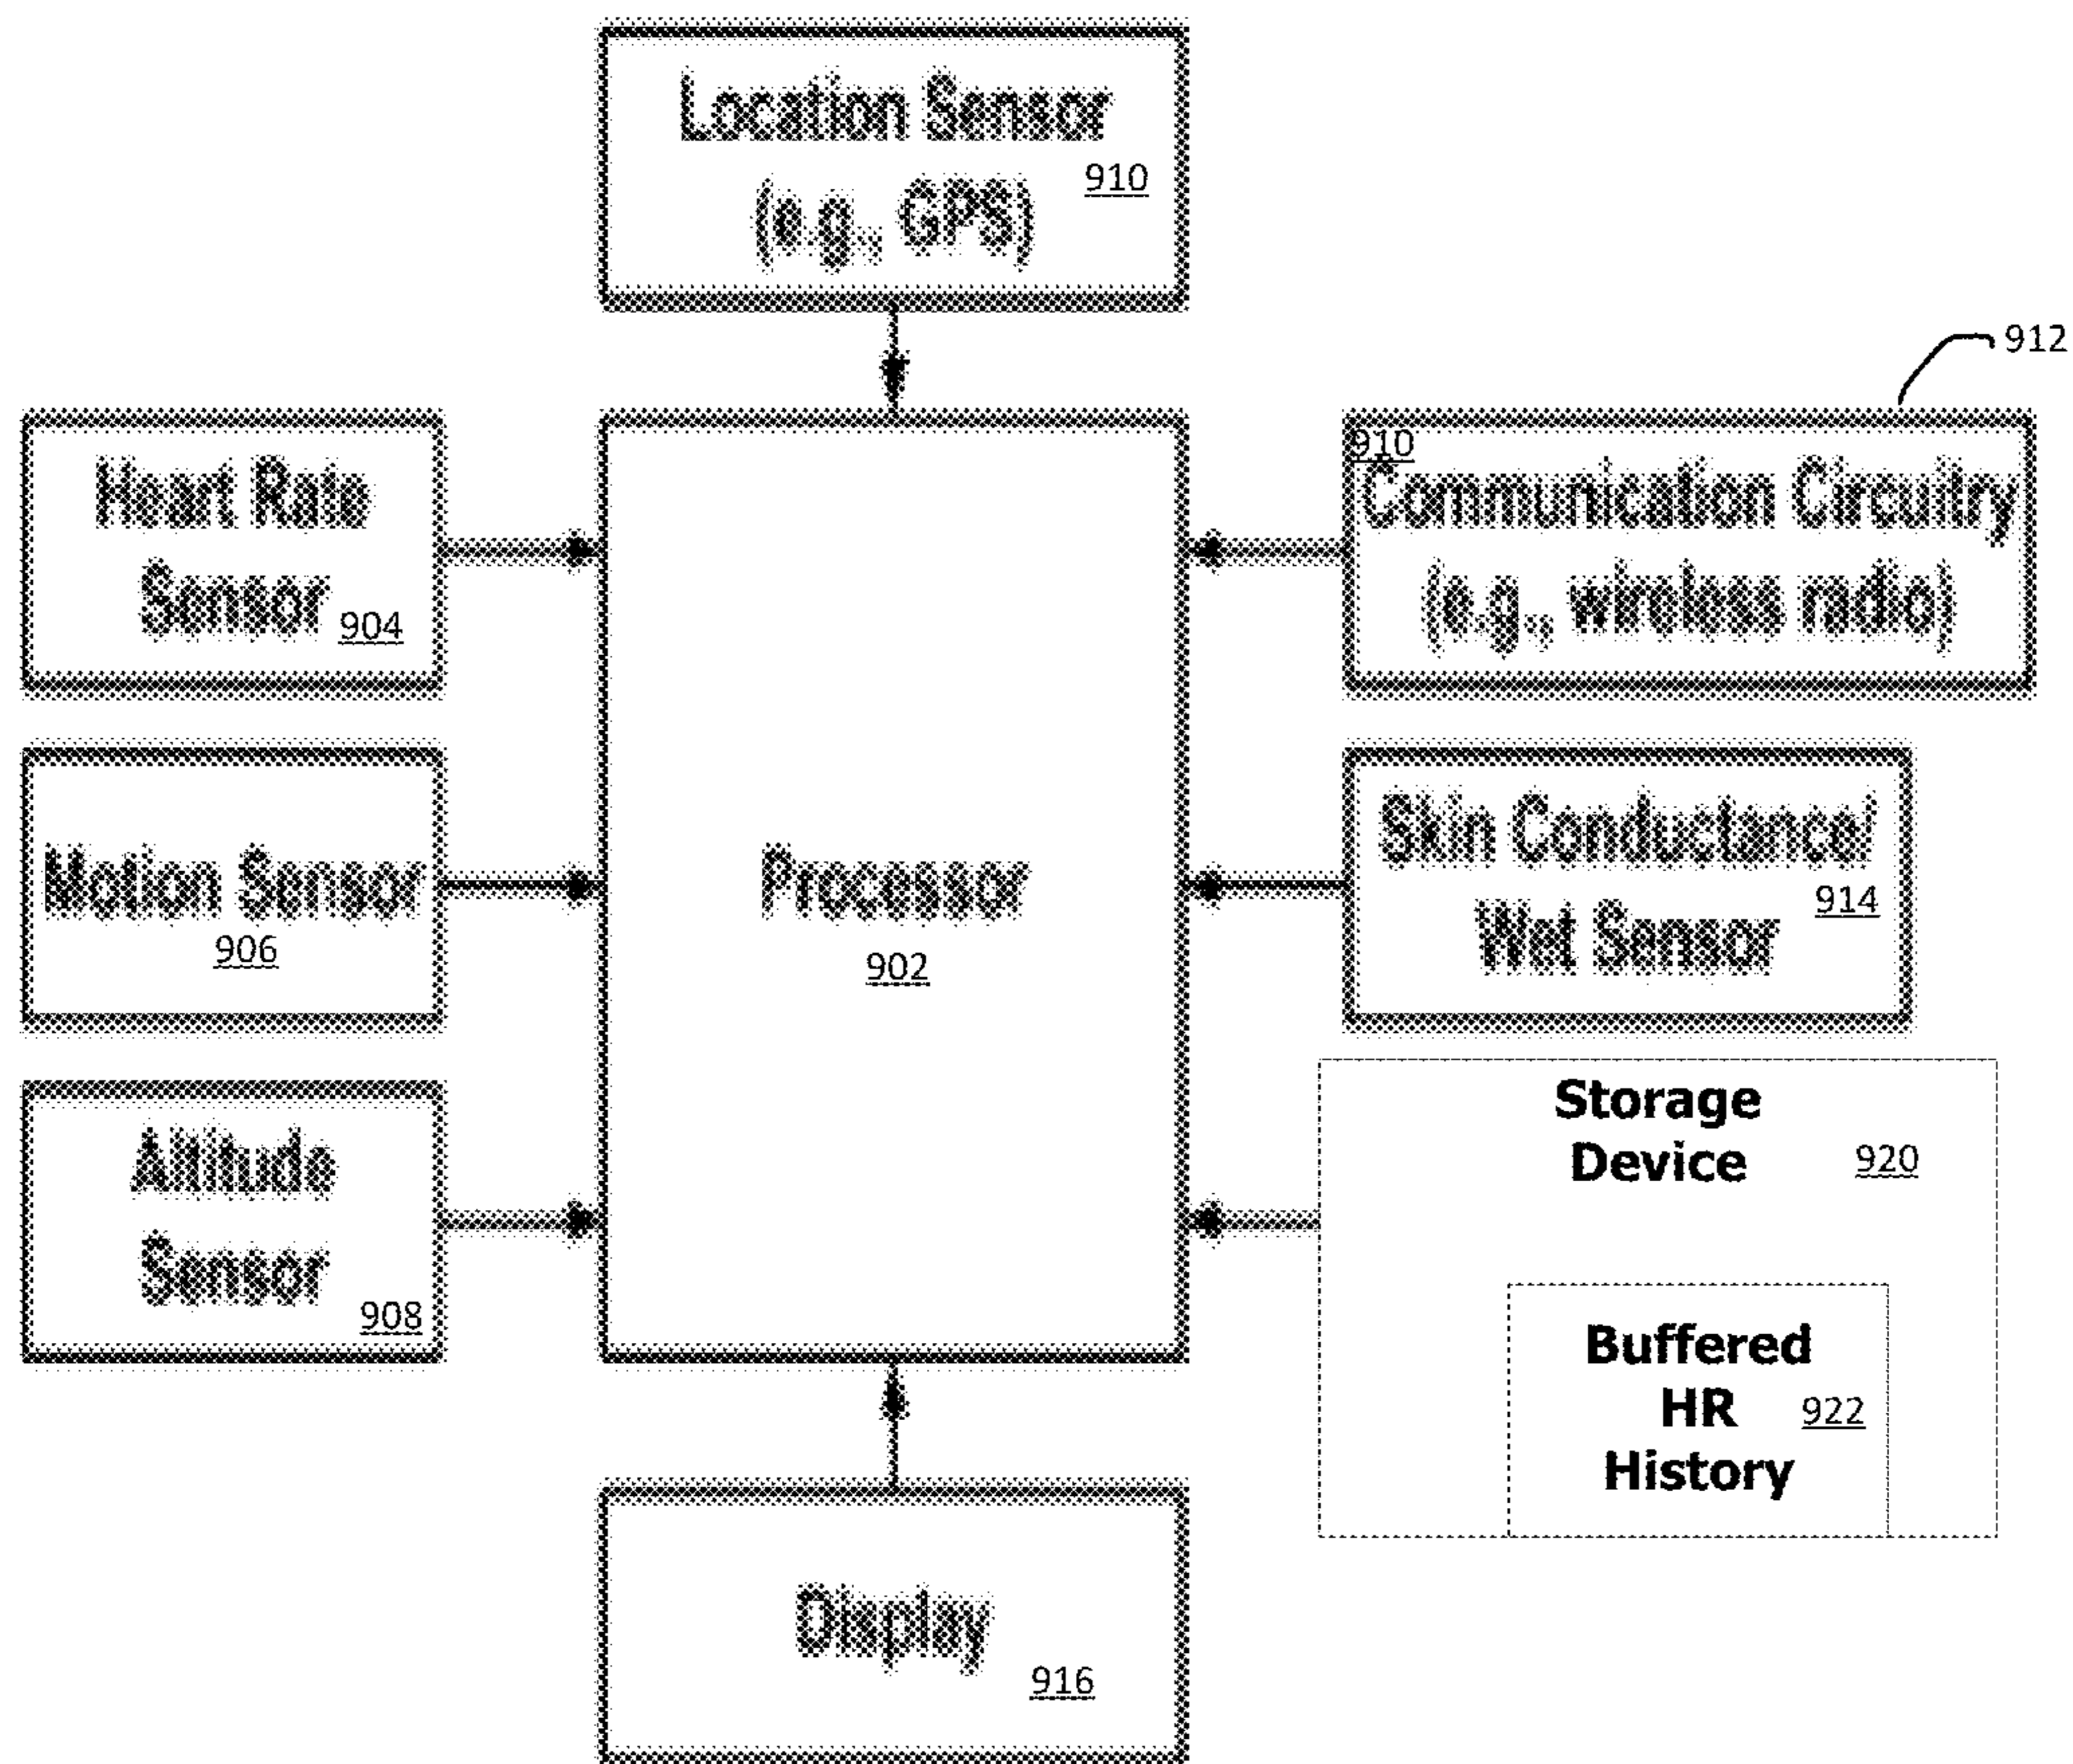 Location Sensor
910
(e.g., GPS)
912
Heart Rate
Sensor
904
910
Communication Circuitry
(e.g., wireless radio)
Motion Sensor
906
Processor
902
Skin Conductance/
914
Wet Sensor
Altitude
Sensor
908
Storage
Device
920
Buffered
HR
922
History
Display
916